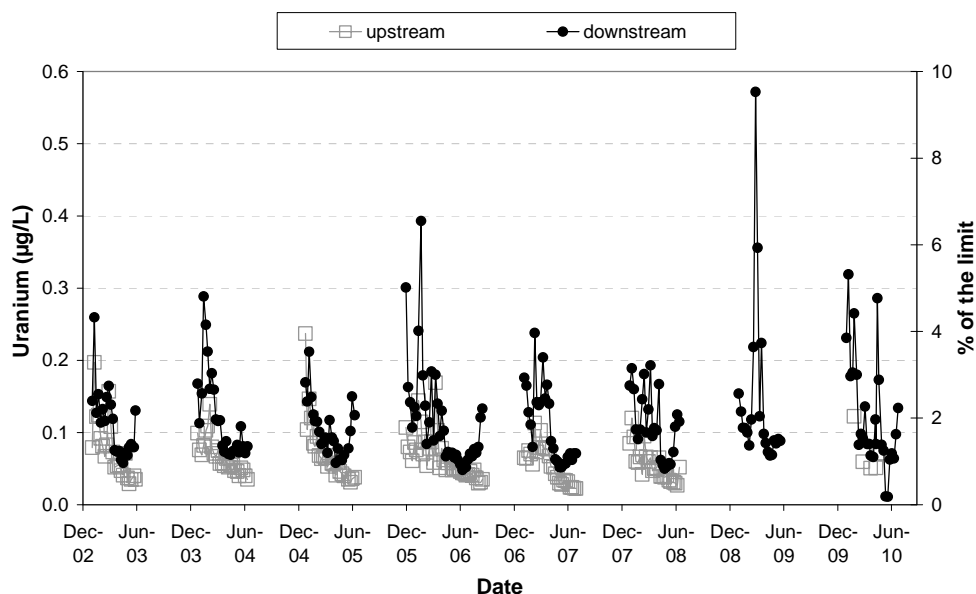 upstream downstream
0.6
0.5
0.4
0.3
0.2
0.1
0.0
Uranium (µg/L)
10
8
6
4
2
0
% of the limit
Dec- Jun- Dec- Jun- Dec- Jun- Dec- Jun- Dec- Jun- Dec- Jun- Dec- Jun- Dec- Jun-
02 03 03 04 04 05 05 06 06 07 07 08 08 09 09 10
Date